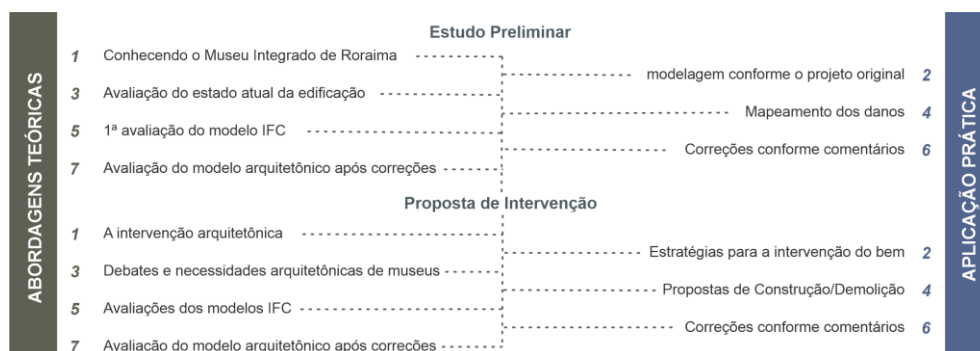 ABORDAGENS TEÓRICAS
Estudo Preliminar
1 Conhecendo o Museu Integrado de Roraima
modelagem conforme o projeto original 2
3 Avaliação do estado atual da edificação
Mapeamento dos danos 4
5 1ª avaliação do modelo IFC
Correções conforme comentários 6
7 Avaliação do modelo arquitetônico após correções
Proposta de Intervenção
1 A intervenção arquitetônica
Estratégias para a intervenção do bem 2
3 Debates e necessidades arquitetônicas de museus
Propostas de Construção/Demolição 4
5 Avaliações dos modelos IFC
Correções conforme comentários 6
7 Avaliação do modelo arquitetônico após correções
APLICAÇÃO PRÁTICA